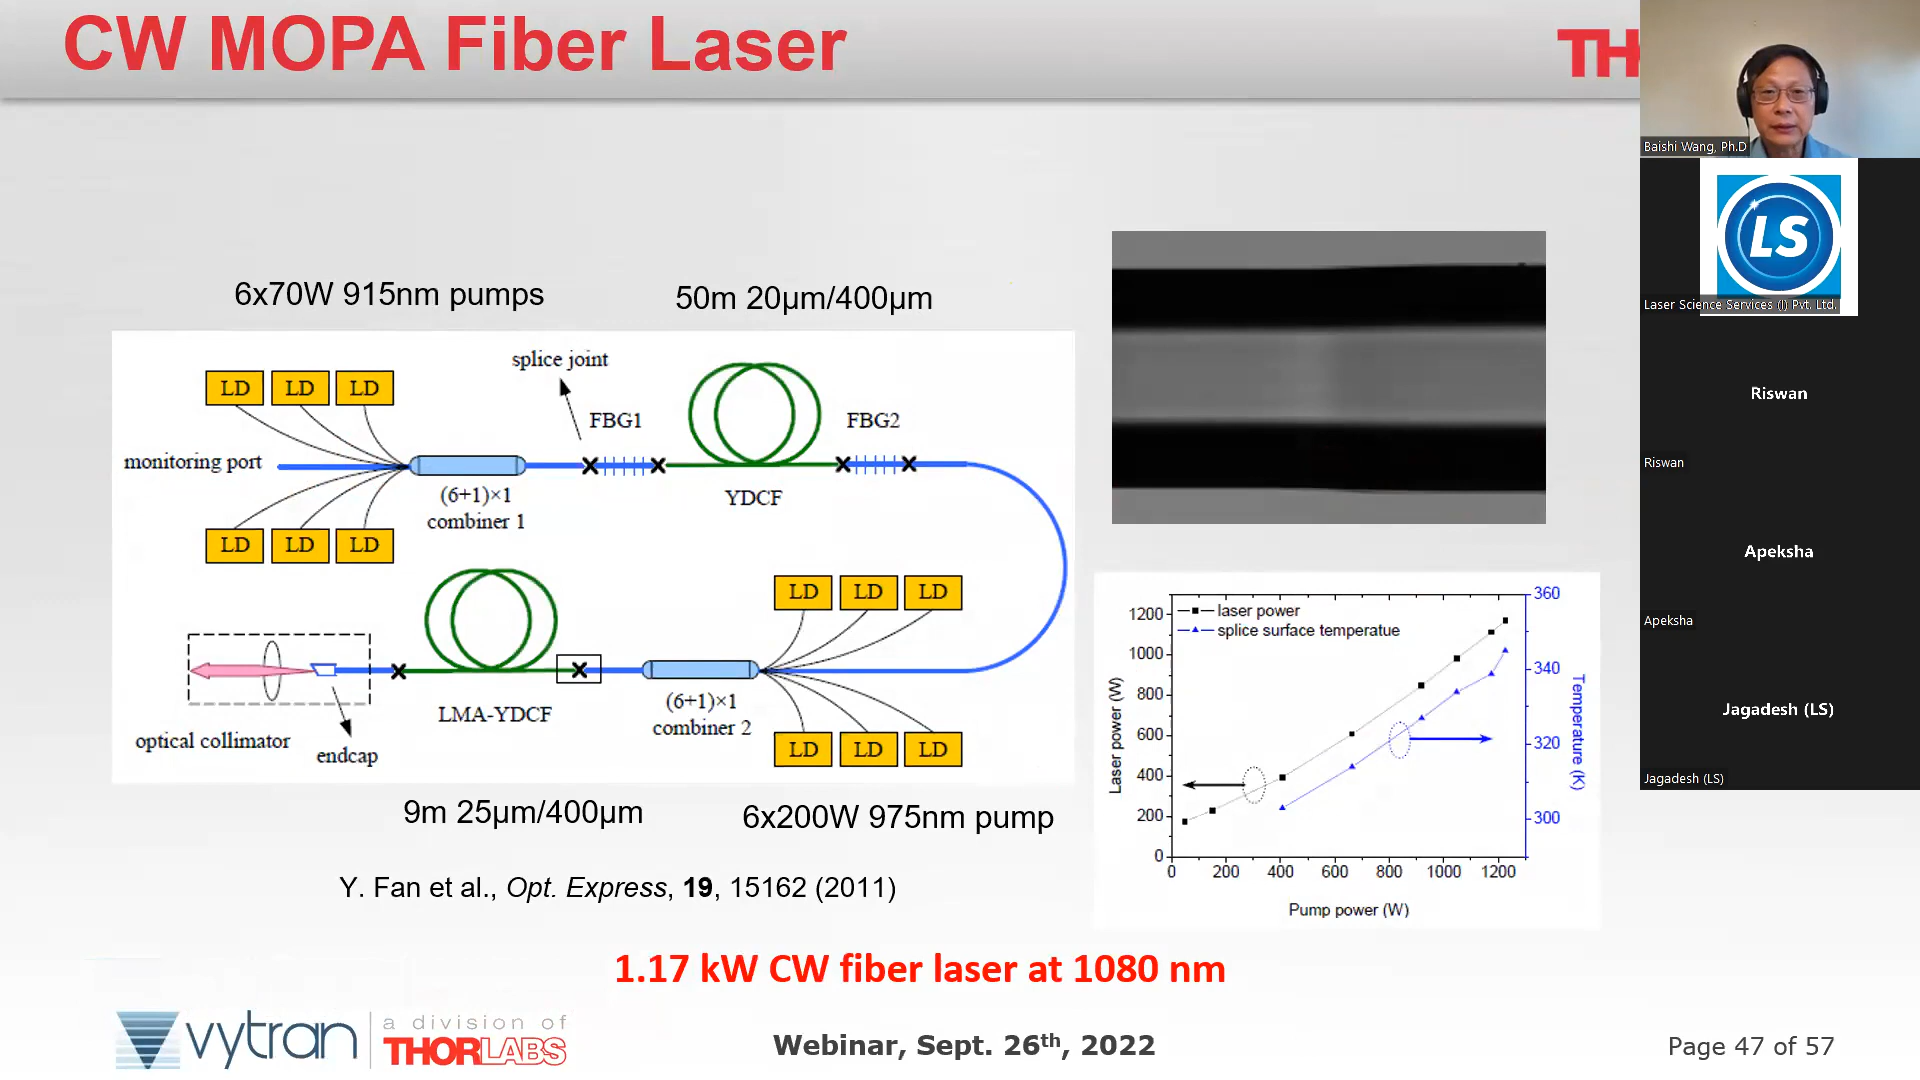 CW MOPA Fiber Laser
TH
6x70W 915nm pumps
50m 20µm/400µm
splice joint
LD LD LD
FBG1
FBG2
monitoring port
(6+1)×1
combiner 1
YDCF
LD LD LD
LD LD LD
(6+1)×1
combiner 2
LMA-YDCF
optical collimator
endcap
LD LD LD
9m 25µm/400µm
6x200W 975nm pump
Y. Fan et al., Opt. Express, 19, 15162 (2011)
laser power
splice surface temperatue
Laser power (W)
1200
1000
800
600
400
200
0
0 200 400 600 800 1000 1200
Pump power (W)
360
340
320
300
Temperature (K)
1.17 kW CW fiber laser at 1080 nm
vytran
a division of
THORLABS
Webinar, Sept. 26th, 2022
Page 47 of 57
Baishi Wang, Ph.D
LS
Laser Science Services (I) Pvt. Ltd.
Riswan
Riswan
Apeksha
Apeksha
Jagadesh (LS)
Jagadesh (LS)